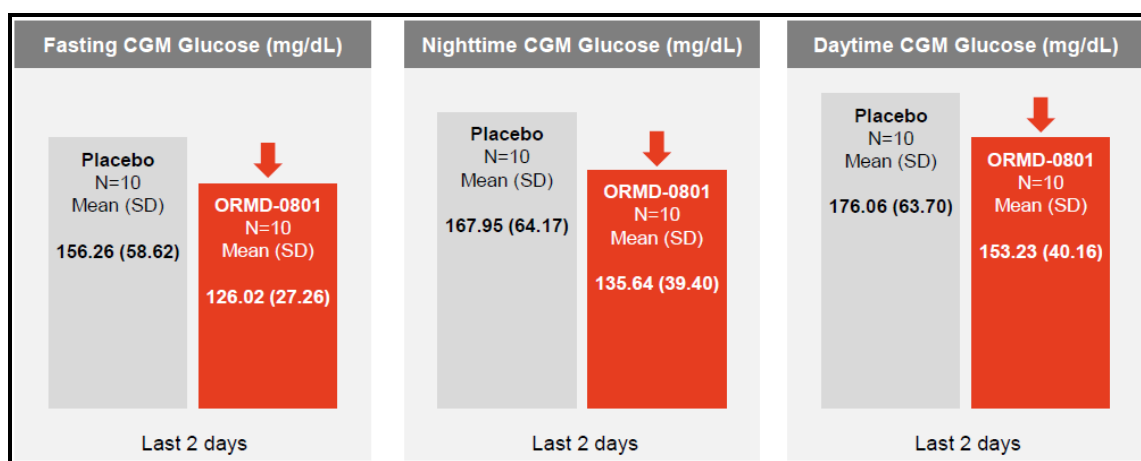 Fasting CGM Glucose (mg/dL)
Placebo
N=10
Mean (SD)
156.26 (58.62)
ORMD-0801
N=10
Mean (SD)
126.02 (27.26)
Last 2 days
Nighttime CGM Glucose (mg/dL)
Placebo
N=10
Mean (SD)
167.95 (64.17)
ORMD-0801
N=10
Mean (SD)
135.64 (39.40)
Last 2 days
Daytime CGM Glucose (mg/dL)
Placebo
N=10
Mean (SD)
176.06 (63.70)
ORMD-0801
N=10
Mean (SD)
153.23 (40.16)
Last 2 days